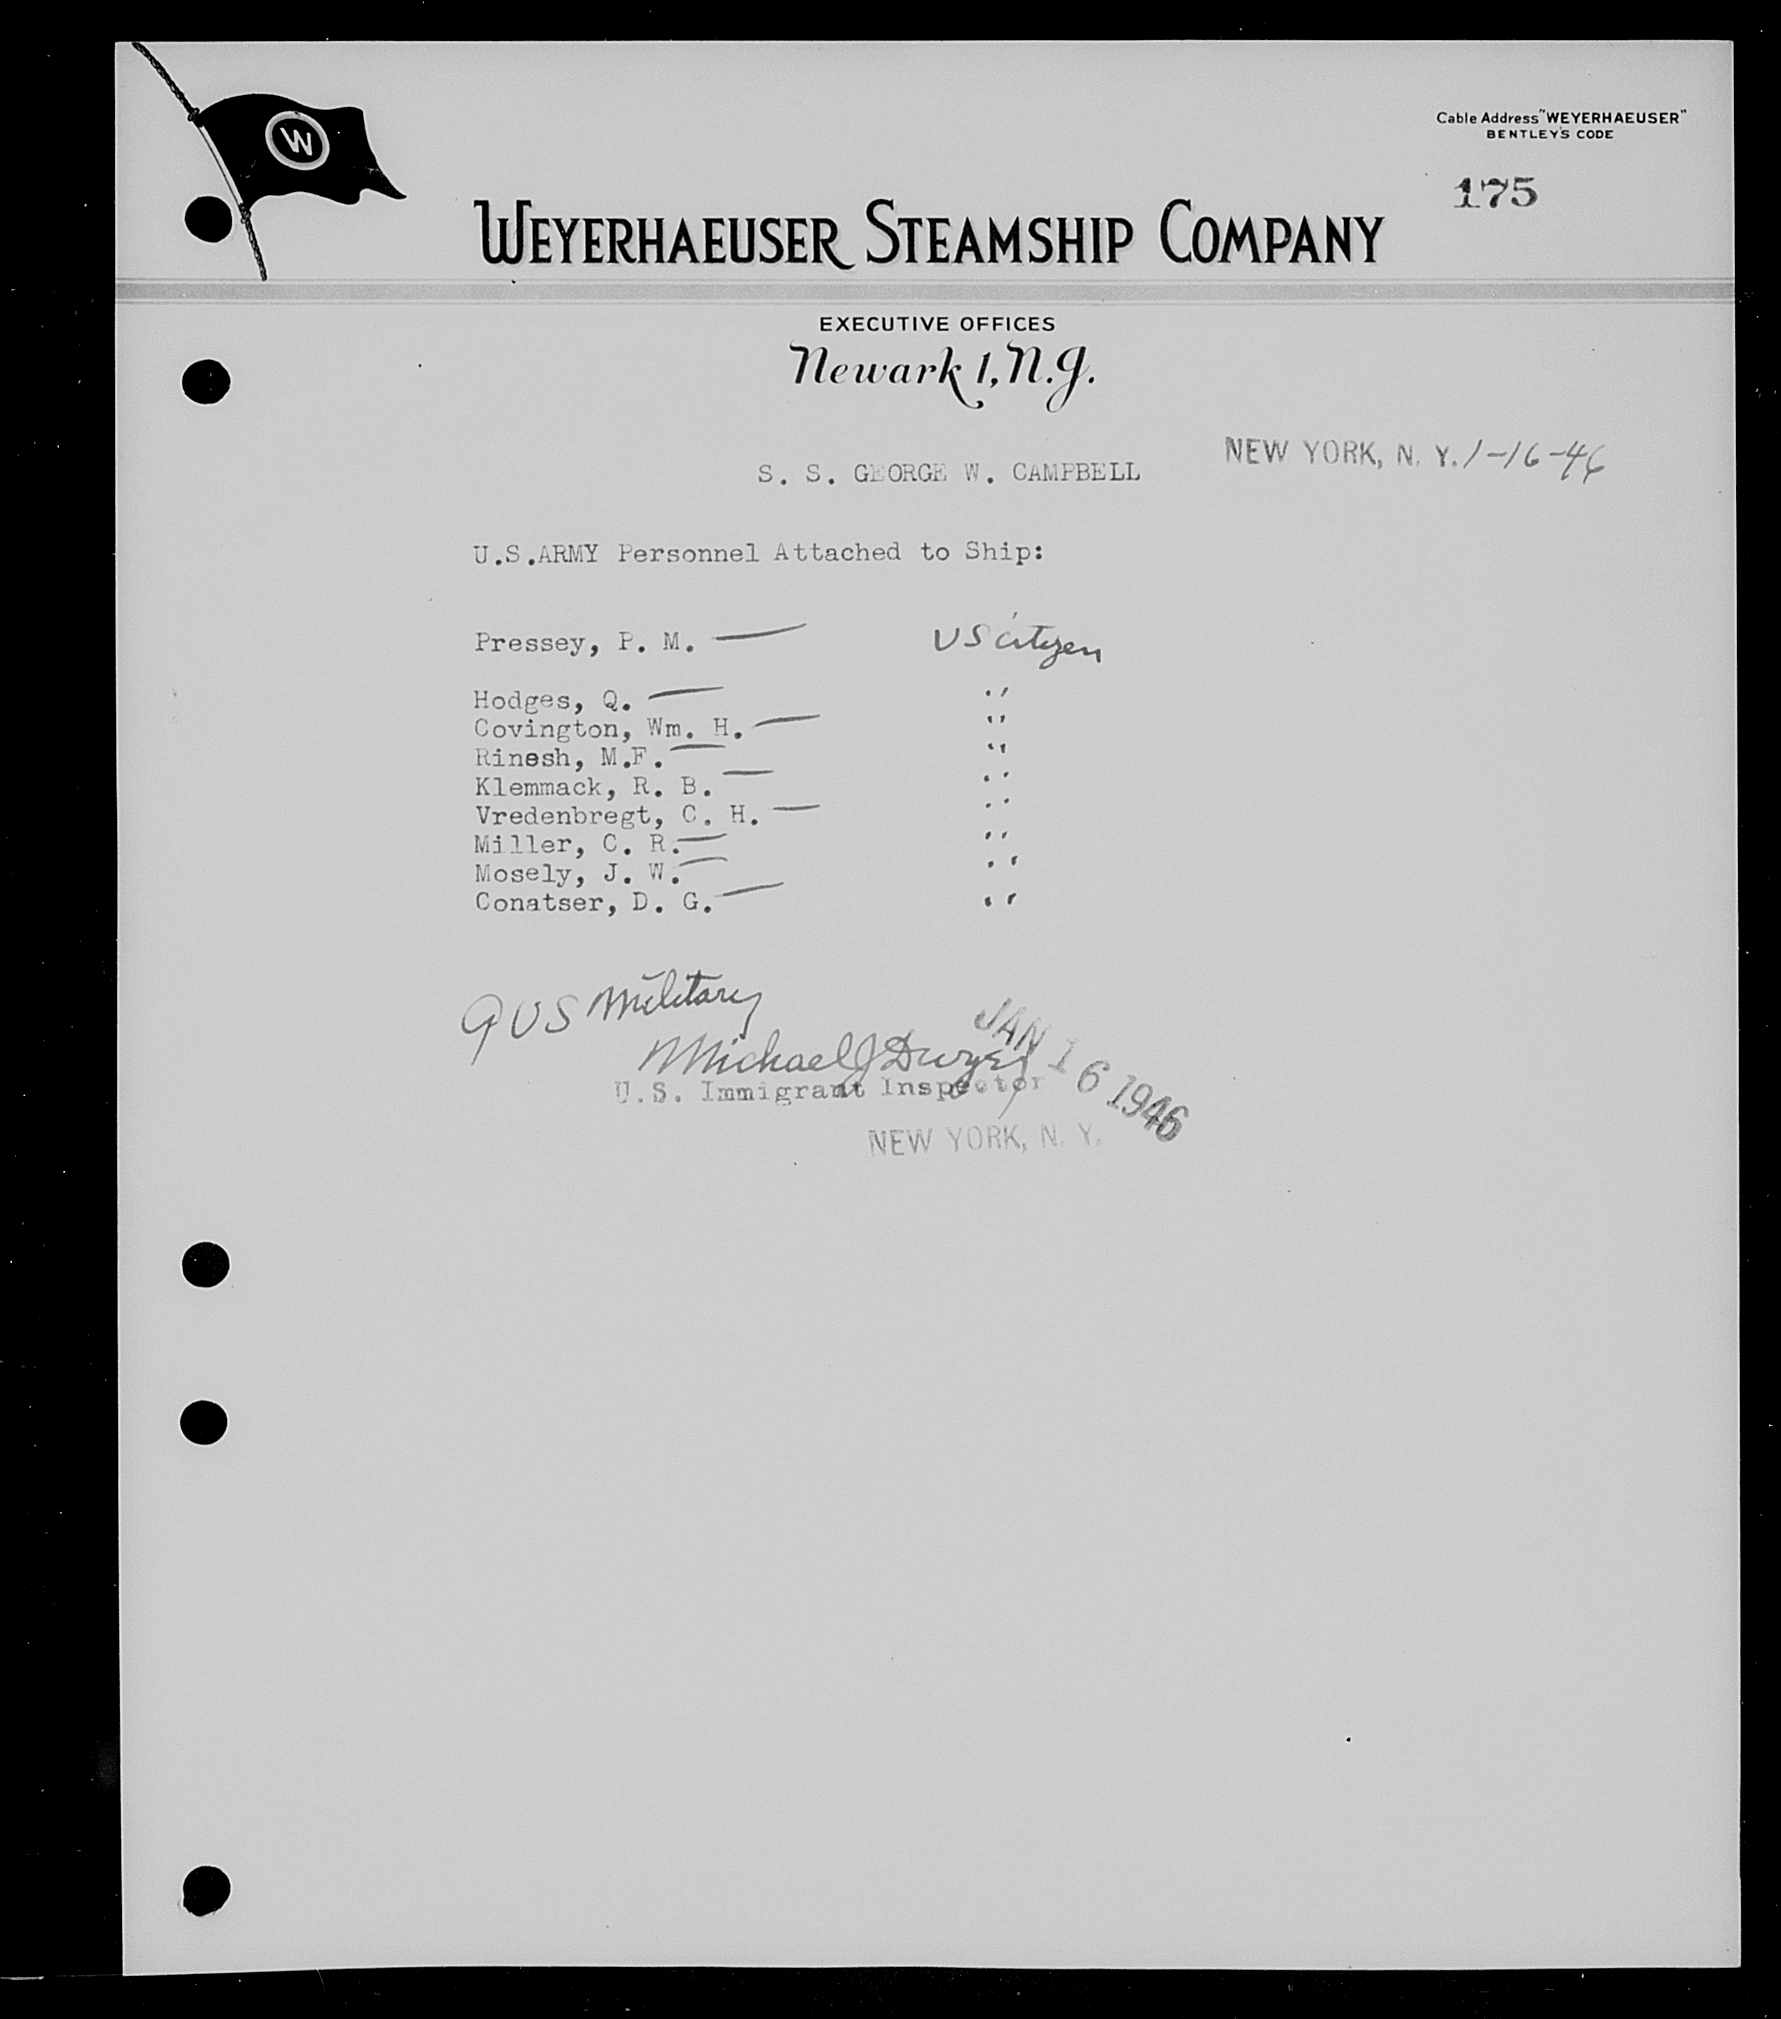 W
Cable Address "WEYERHAEUSER"
BENTLEY'S CODE
175
WEYERHAEUSER STEAMSHIP COMPANY
EXECUTIVE OFFICES
Newark 1, N.J.
NEW YORK, N. Y. 1-16-46
S. S. GEORGE W. CAMPBELL
U.S.ARMY Personnel Attached to Ship:
Pressey, P. M. — US citizen
Hodges, Q. — "
Covington, Wm. H. — "
Rinesh, M.F. — "
Klemmack, R. B. — "
Vredenbregt, C. H. — "
Miller, C. R. — "
Mosely, J. W. — "
Conatser, D. G. — "
9 US Military
Michael J Dwyer
U.S. Immigrant Inspector
JAN 16 1946
NEW YORK, N. Y.